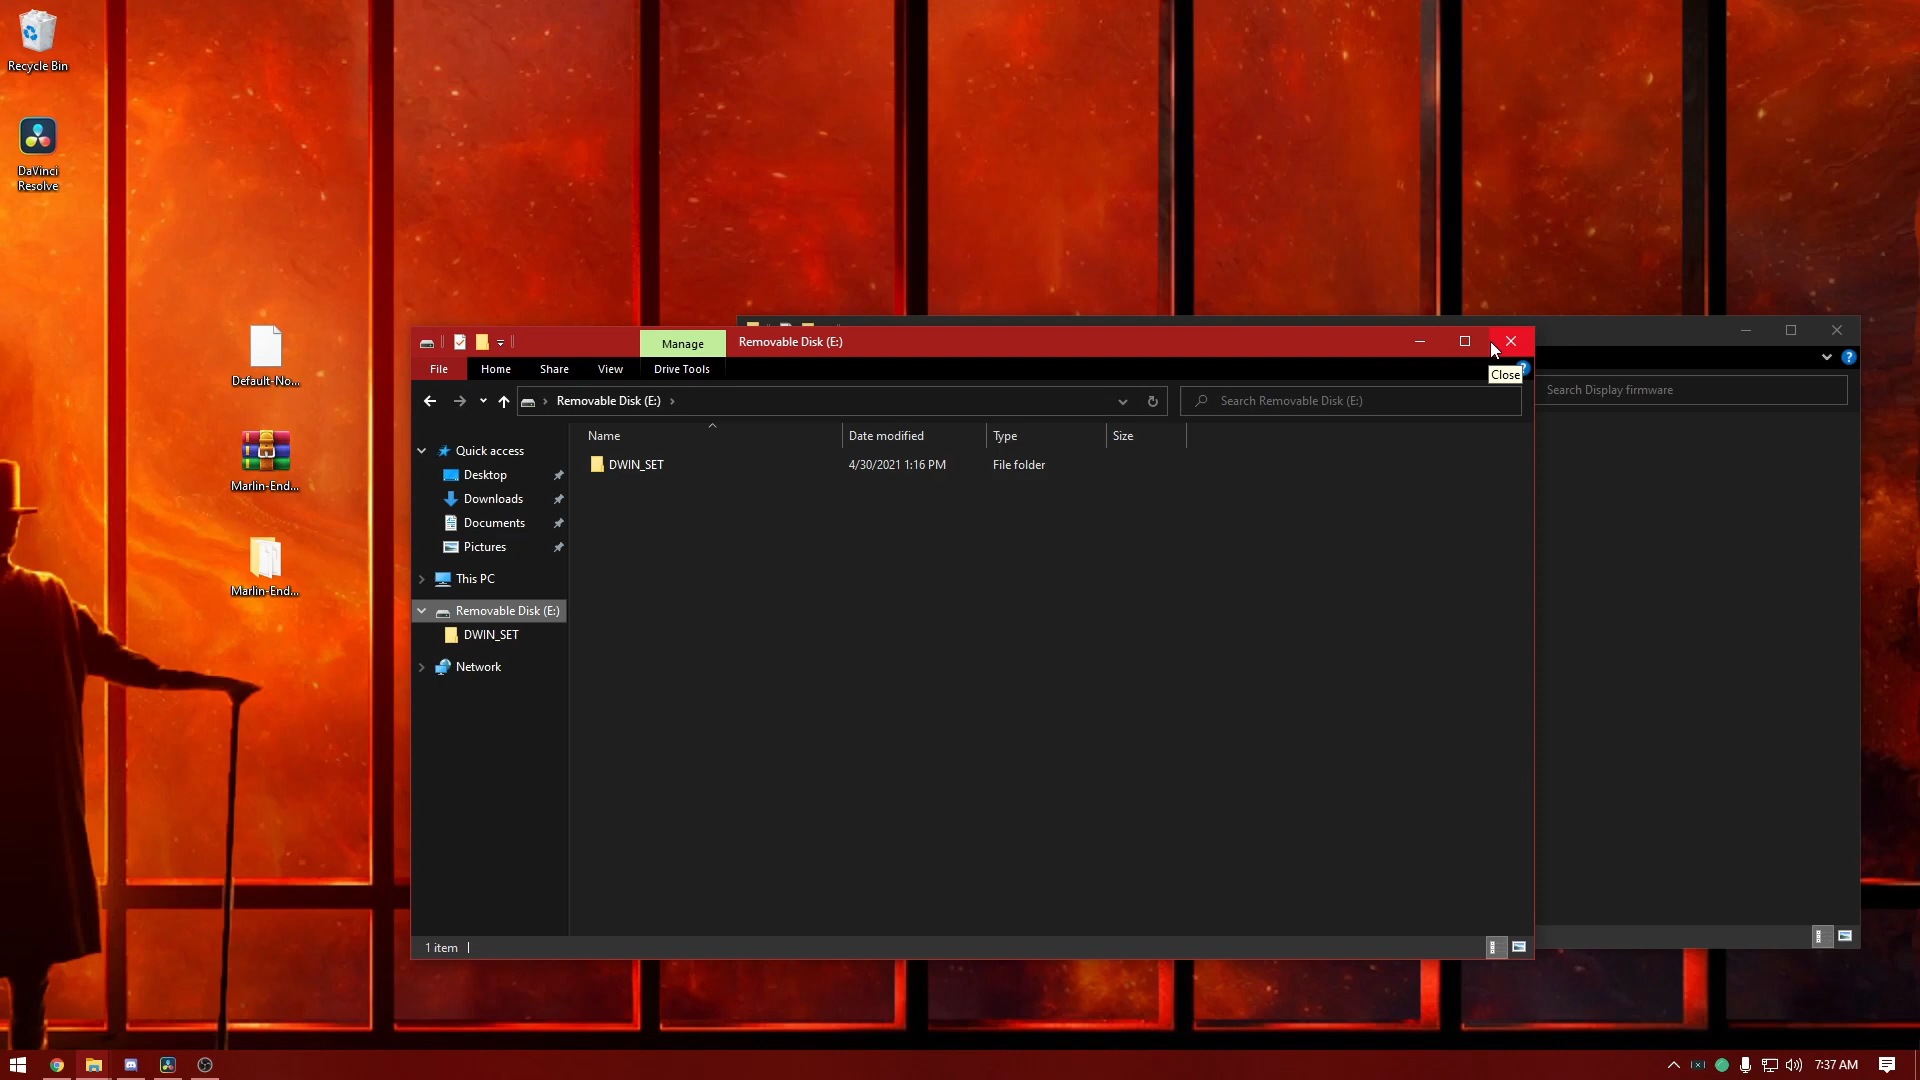 Recycle Bin
DaVinci
Resolve
Default-No...
Marlin-End...
Marlin-End...
Manage
Removable Disk (E:)
File
Home
Share
View
Drive Tools
Close
?
?
Removable Disk (E:)
Search Removable Disk (E:)
Search Display firmware
Name
Date modified
Type
Size
DWIN_SET
4/30/2021 1:16 PM
File folder
Quick access
Desktop
Downloads
Documents
Pictures
This PC
Removable Disk (E:)
DWIN_SET
Network
1 item
7:37 AM